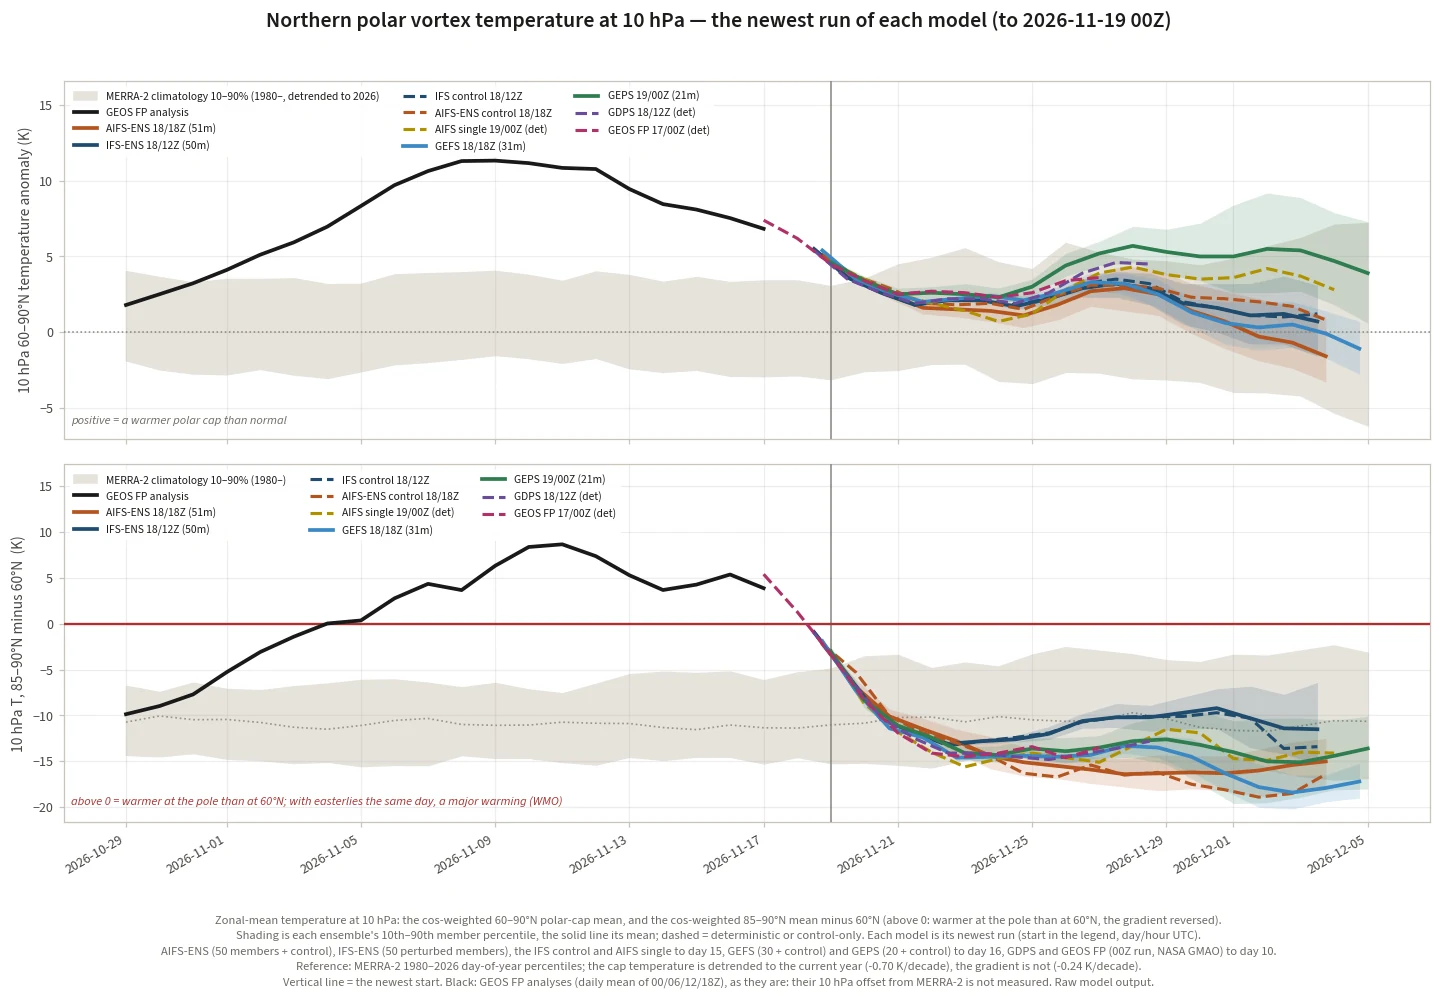 Northern polar vortex temperature at 10 hPa — the newest run of each model (to 2026-11-19 00Z)
10 hPa 60–90°N temperature anomaly (K)
15
10
5
0
−5
MERRA-2 climatology 10–90% (1980–, detrended to 2026)
GEOS FP analysis
AIFS-ENS 18/18Z (51m)
IFS-ENS 18/12Z (50m)
IFS control 18/12Z
AIFS-ENS control 18/18Z
AIFS single 19/00Z (det)
GEFS 18/18Z (31m)
GEPS 19/00Z (21m)
GDPS 18/12Z (det)
GEOS FP 17/00Z (det)
positive = a warmer polar cap than normal
10 hPa T, 85–90°N minus 60°N (K)
15
10
5
0
−5
−10
−15
−20
MERRA-2 climatology 10–90% (1980–)
GEOS FP analysis
AIFS-ENS 18/18Z (51m)
IFS-ENS 18/12Z (50m)
IFS control 18/12Z
AIFS-ENS control 18/18Z
AIFS single 19/00Z (det)
GEFS 18/18Z (31m)
GEPS 19/00Z (21m)
GDPS 18/12Z (det)
GEOS FP 17/00Z (det)
above 0 = warmer at the pole than at 60°N; with easterlies the same day, a major warming (WMO)
2026-10-29
2026-11-01
2026-11-05
2026-11-09
2026-11-13
2026-11-17
2026-11-21
2026-11-25
2026-11-29
2026-12-01
2026-12-05
Zonal-mean temperature at 10 hPa: the cos-weighted 60–90°N polar-cap mean, and the cos-weighted 85–90°N mean minus 60°N (above 0: warmer at the pole than at 60°N, the gradient reversed).
Shading is each ensemble's 10th–90th member percentile, the solid line its mean; dashed = deterministic or control-only. Each model is its newest run (start in the legend, day/hour UTC).
AIFS-ENS (50 members + control), IFS-ENS (50 perturbed members), the IFS control and AIFS single to day 15, GEFS (30 + control) and GEPS (20 + control) to day 16, GDPS and GEOS FP (00Z run, NASA GMAO) to day 10.
Reference: MERRA-2 1980–2026 day-of-year percentiles; the cap temperature is detrended to the current year (-0.70 K/decade), the gradient is not (-0.24 K/decade).
Vertical line = the newest start. Black: GEOS FP analyses (daily mean of 00/06/12/18Z), as they are: their 10 hPa offset from MERRA-2 is not measured. Raw model output.